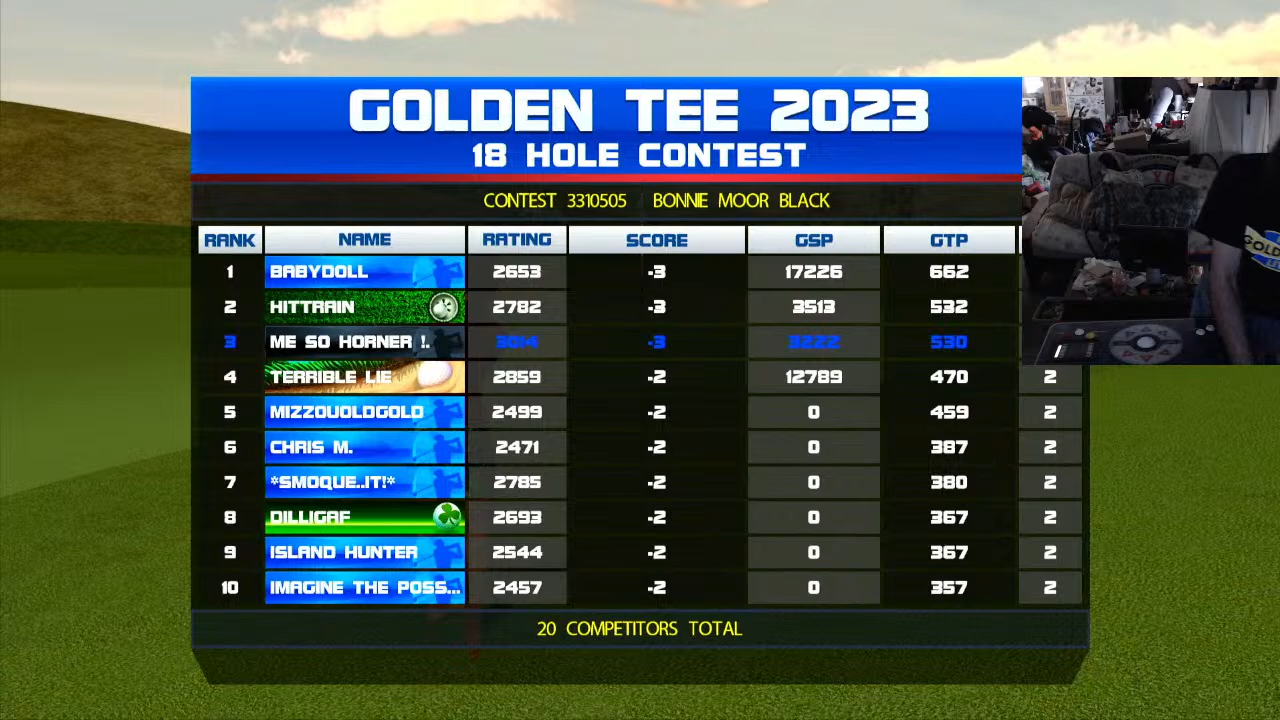 GOLDEN TEE 2023
18 HOLE CONTEST
CONTEST 3310505 BONNIE MOOR BLACK
RANK NAME RATING SCORE GSP GTP
1 BABYDOLL 2653 -3 17226 662
2 HITTRAIN 2782 -3 3513 532
3 ME SO HORNER !. 3014 -3 3222 530
4 TERRIBLE LIE 2859 -2 12789 470 2
5 MIZZOUOLDGOLD 2499 -2 0 459 2
6 CHRIS M. 2471 -2 0 387 2
7 *SMOQUE..IT!* 2785 -2 0 380 2
8 DILLIGAF 2693 -2 0 367 2
9 ISLAND HUNTER 2544 -2 0 367 2
10 IMAGINE THE POSS... 2457 -2 0 357 2
20 COMPETITORS TOTAL